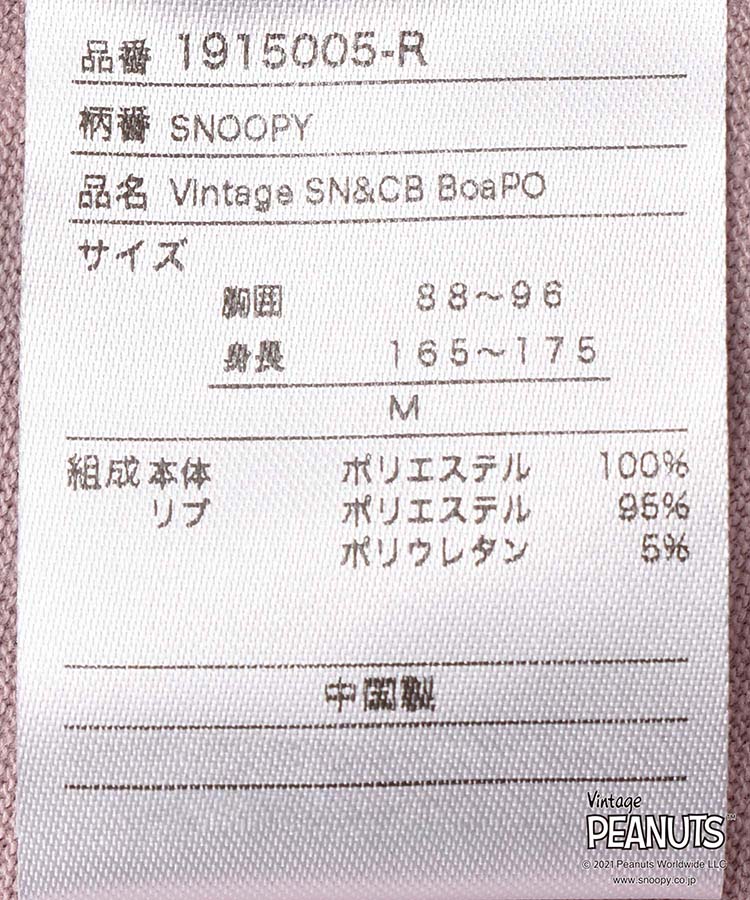 品番 1915005-R
柄番 SNOOPY
品名 Vintage SN&CB BoaPO
サイズ
胸囲 88～96
身長 165～175
M
組成 本体 ポリエステル 100%
リブ ポリエステル 95%
ポリウレタン 5%
中国製
Vintage
PEANUTS™
© 2021 Peanuts Worldwide LLC
www.snoopy.co.jp